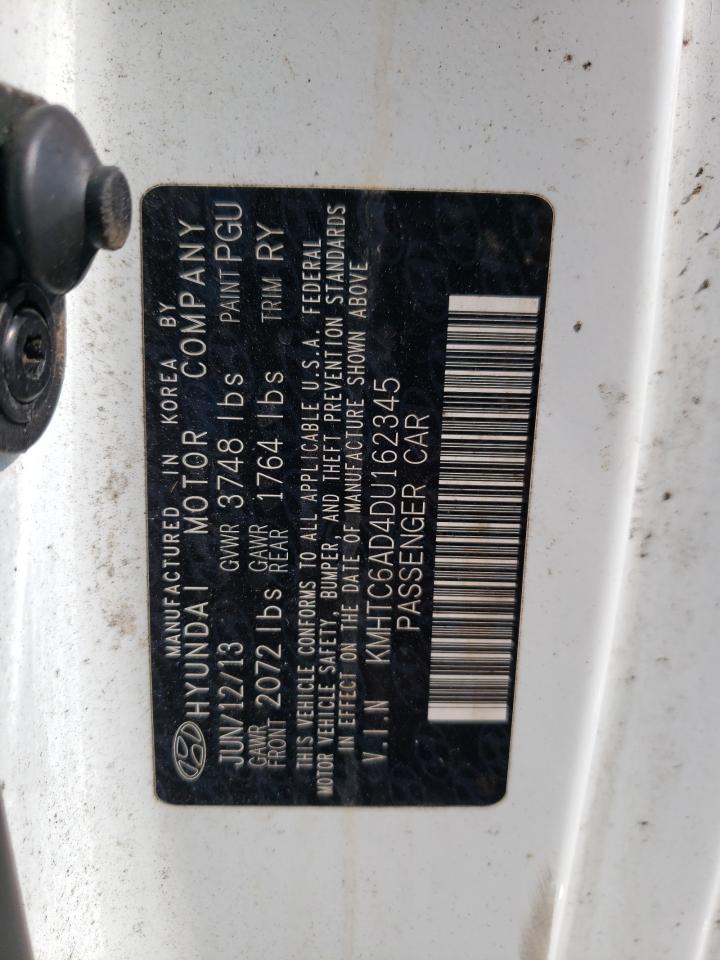 MANUFACTURED IN KOREA BY
HYUNDAI MOTOR COMPANY
JUN/12/13 GVWR 3748 lbs PAINT PGU
GAWR FRONT 2072 lbs GAWR REAR 1764 lbs TRIM RY
THIS VEHICLE CONFORMS TO ALL APPLICABLE U.S.A. FEDERAL
MOTOR VEHICLE SAFETY, BUMPER, AND THEFT PREVENTION STANDARDS
IN EFFECT ON THE DATE OF MANUFACTURE SHOWN ABOVE
V.I.N KMHTC6AD4DU162345
PASSENGER CAR